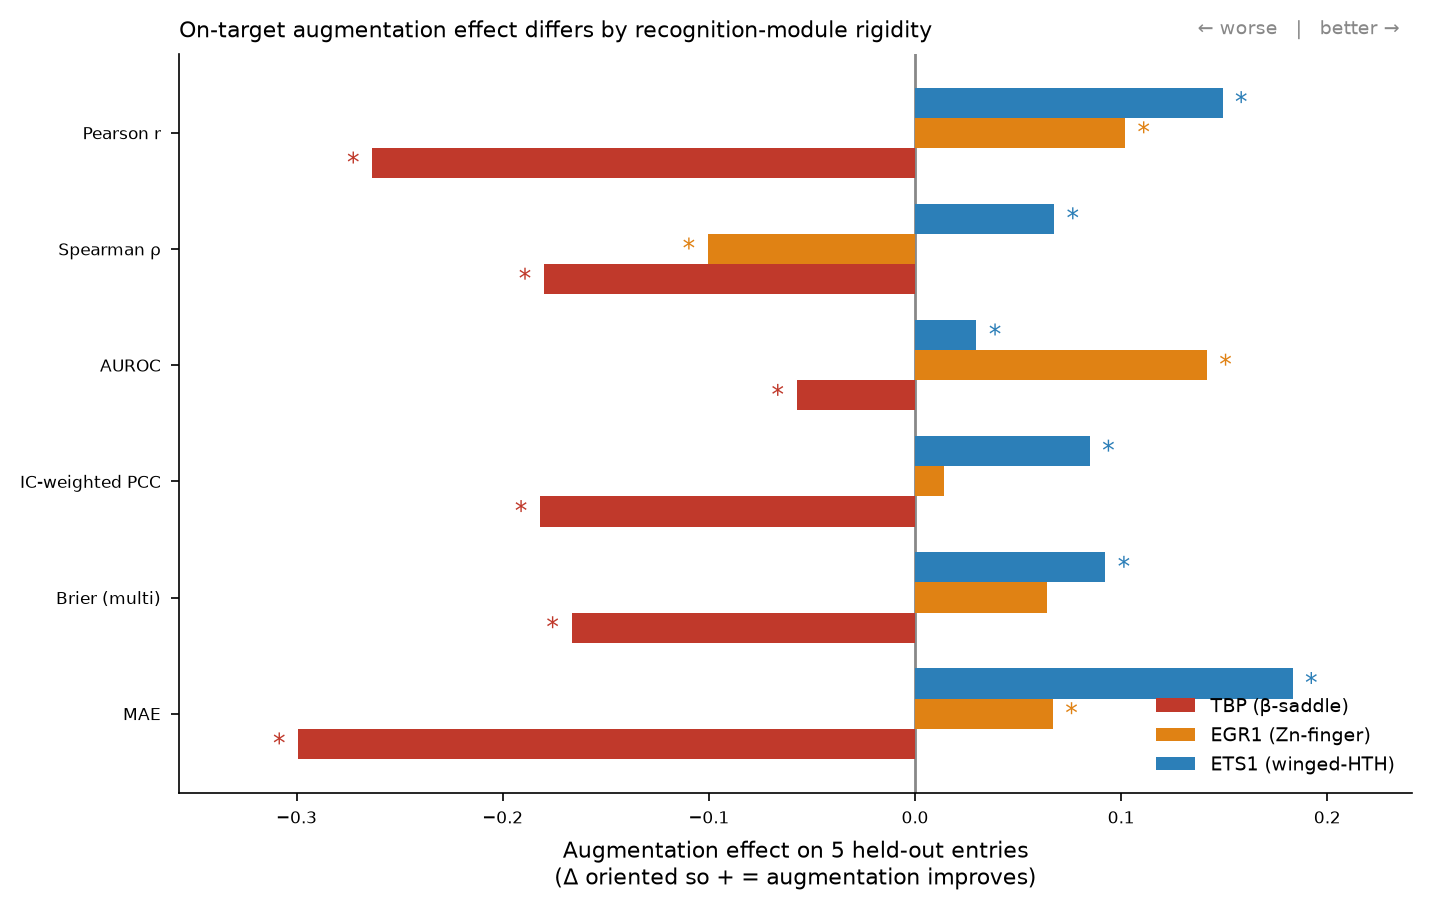 On-target augmentation effect differs by recognition-module rigidity
← worse | better →
Pearson r
Spearman ρ
AUROC
IC-weighted PCC
Brier (multi)
MAE
* *
*
*
*
*
*
*
*
*
*
*
*
*
*
*
TBP (β-saddle)
EGR1 (Zn-finger)
ETS1 (winged-HTH)
−0.3 −0.2 −0.1 0.0 0.1 0.2
Augmentation effect on 5 held-out entries
(Δ oriented so + = augmentation improves)